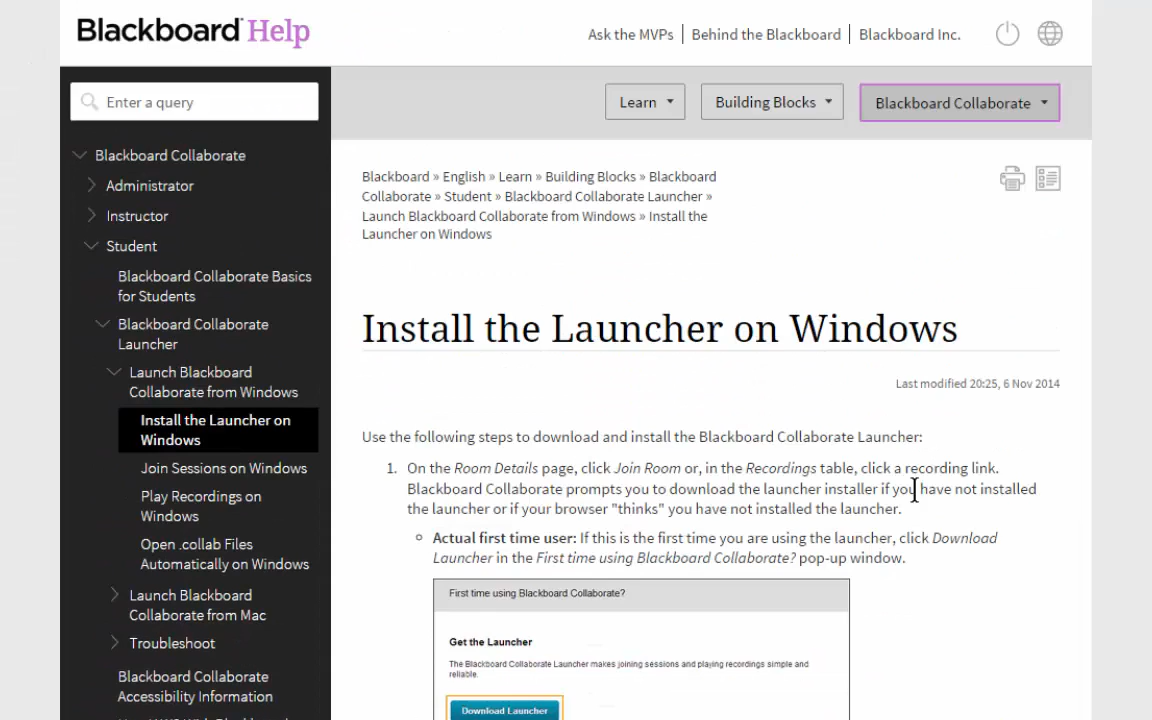 Blackboard Help
Ask the MVPs | Behind the Blackboard | Blackboard Inc.
Enter a query
Learn
Building Blocks
Blackboard Collaborate
Blackboard Collaborate
Administrator
Instructor
Student
Blackboard Collaborate Basics
for Students
Blackboard Collaborate
Launcher
Launch Blackboard
Collaborate from Windows
Install the Launcher on
Windows
Join Sessions on Windows
Play Recordings on
Windows
Open .collab Files
Automatically on Windows
Launch Blackboard
Collaborate from Mac
Troubleshoot
Blackboard Collaborate
Accessibility Information
Blackboard » English » Learn » Building Blocks » Blackboard
Collaborate » Student » Blackboard Collaborate Launcher »
Launch Blackboard Collaborate from Windows » Install the
Launcher on Windows
Install the Launcher on Windows
Last modified 20:25, 6 Nov 2014
Use the following steps to download and install the Blackboard Collaborate Launcher:
1. On the Room Details page, click Join Room or, in the Recordings table, click a recording link.
Blackboard Collaborate prompts you to download the launcher installer if you have not installed
the launcher or if your browser "thinks" you have not installed the launcher.
Actual first time user: If this is the first time you are using the launcher, click Download
Launcher in the First time using Blackboard Collaborate? pop-up window.
First time using Blackboard Collaborate?
Get the Launcher
The Blackboard Collaborate Launcher makes joining sessions and playing recordings simple and
reliable.
Download Launcher